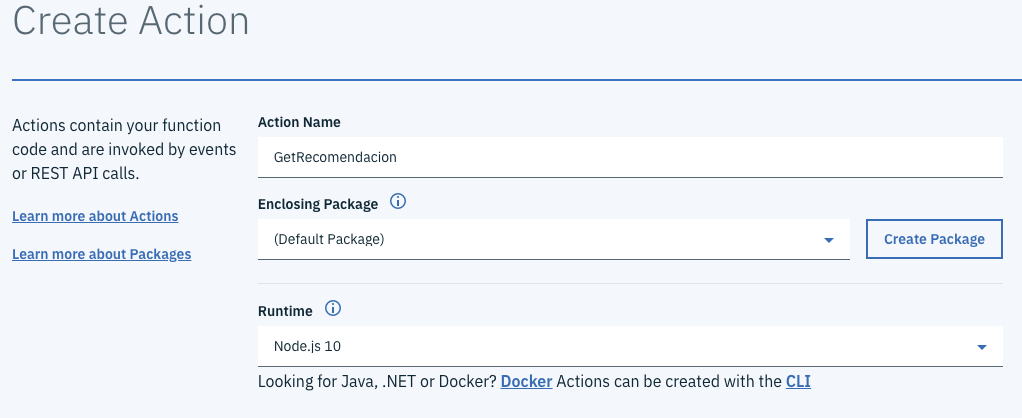 Create Action
Actions contain your function
code and are invoked by events
or REST API calls.
Learn more about Actions
Learn more about Packages
Action Name
GetRecomendacion
Enclosing Package
(Default Package)
Create Package
Runtime
Node.js 10
Looking for Java, .NET or Docker? Docker Actions can be created with the CLI